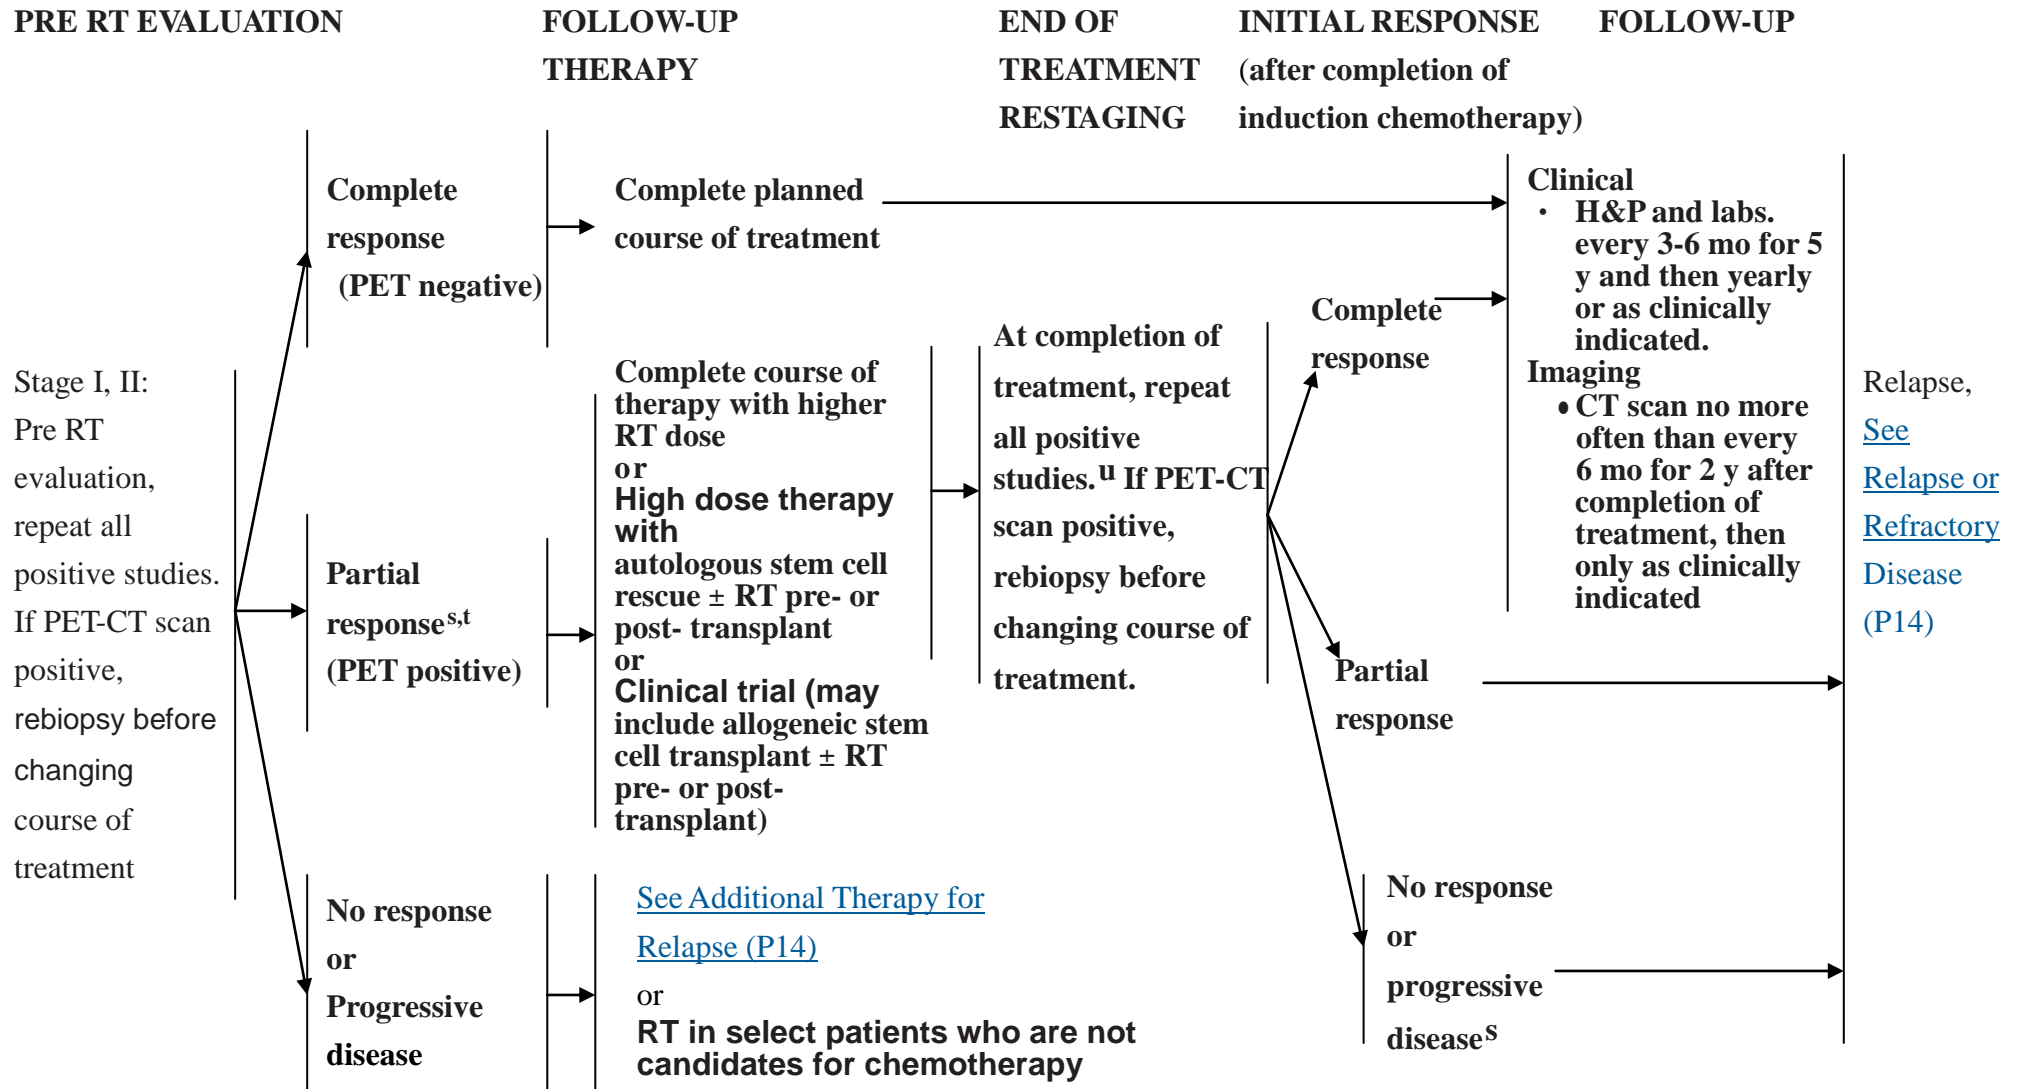 PRE RT EVALUATION
FOLLOW-UP
THERAPY
END OF
TREATMENT
RESTAGING
INITIAL RESPONSE
(after completion of
induction chemotherapy)
FOLLOW-UP
Stage I, II:
Pre RT
evaluation,
repeat all
positive studies.
If PET-CT scan
positive,
rebiopsy before
changing
course of
treatment
Complete
response
(PET negative)
Complete planned
course of treatment
Partial
response s,t
(PET positive)
Complete course of
therapy with higher
RT dose
or
High dose therapy
with
autologous stem cell
rescue ± RT pre- or
post- transplant
or
Clinical trial (may
include allogeneic stem
cell transplant ± RT
pre- or post-
transplant)
No response
or
Progressive
disease
See Additional Therapy for
Relapse (P14)
or
RT in select patients who are not
candidates for chemotherapy
At completion of
treatment, repeat
all positive
studies. u If PET-CT
scan positive,
rebiopsy before
changing course of
treatment.
Complete
response
Partial
response
No response
or
progressive
disease s
Clinical
· H&P and labs.
every 3-6 mo for 5
y and then yearly
or as clinically
indicated.
Imaging
• CT scan no more
often than every
6 mo for 2 y after
completion of
treatment, then
only as clinically
indicated
Relapse,
See
Relapse or
Refractory
Disease
(P14)